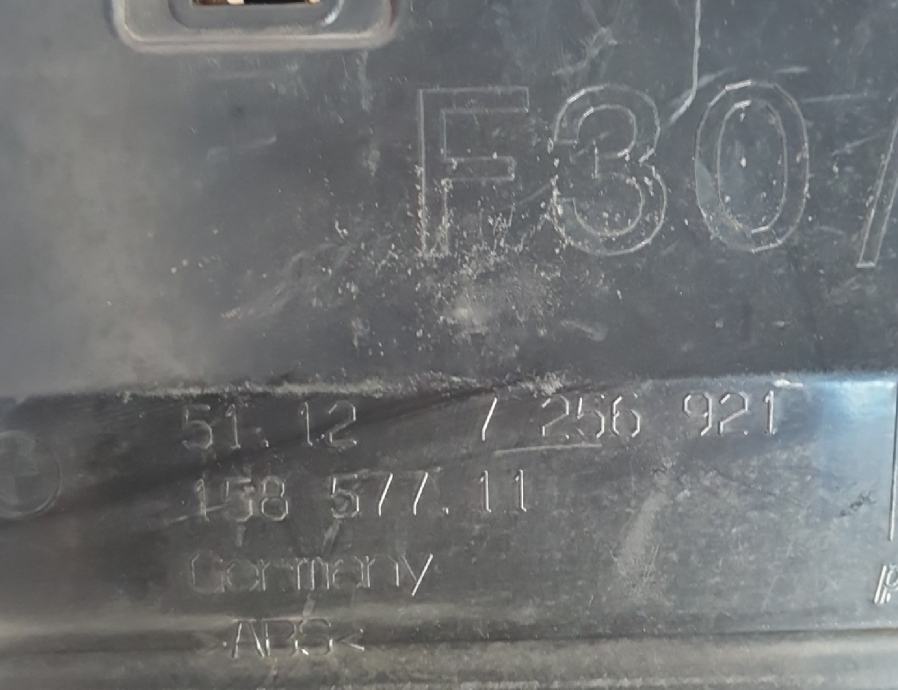 F30/
51.12 7 256 921
158 577.11
Germany
>ABS<